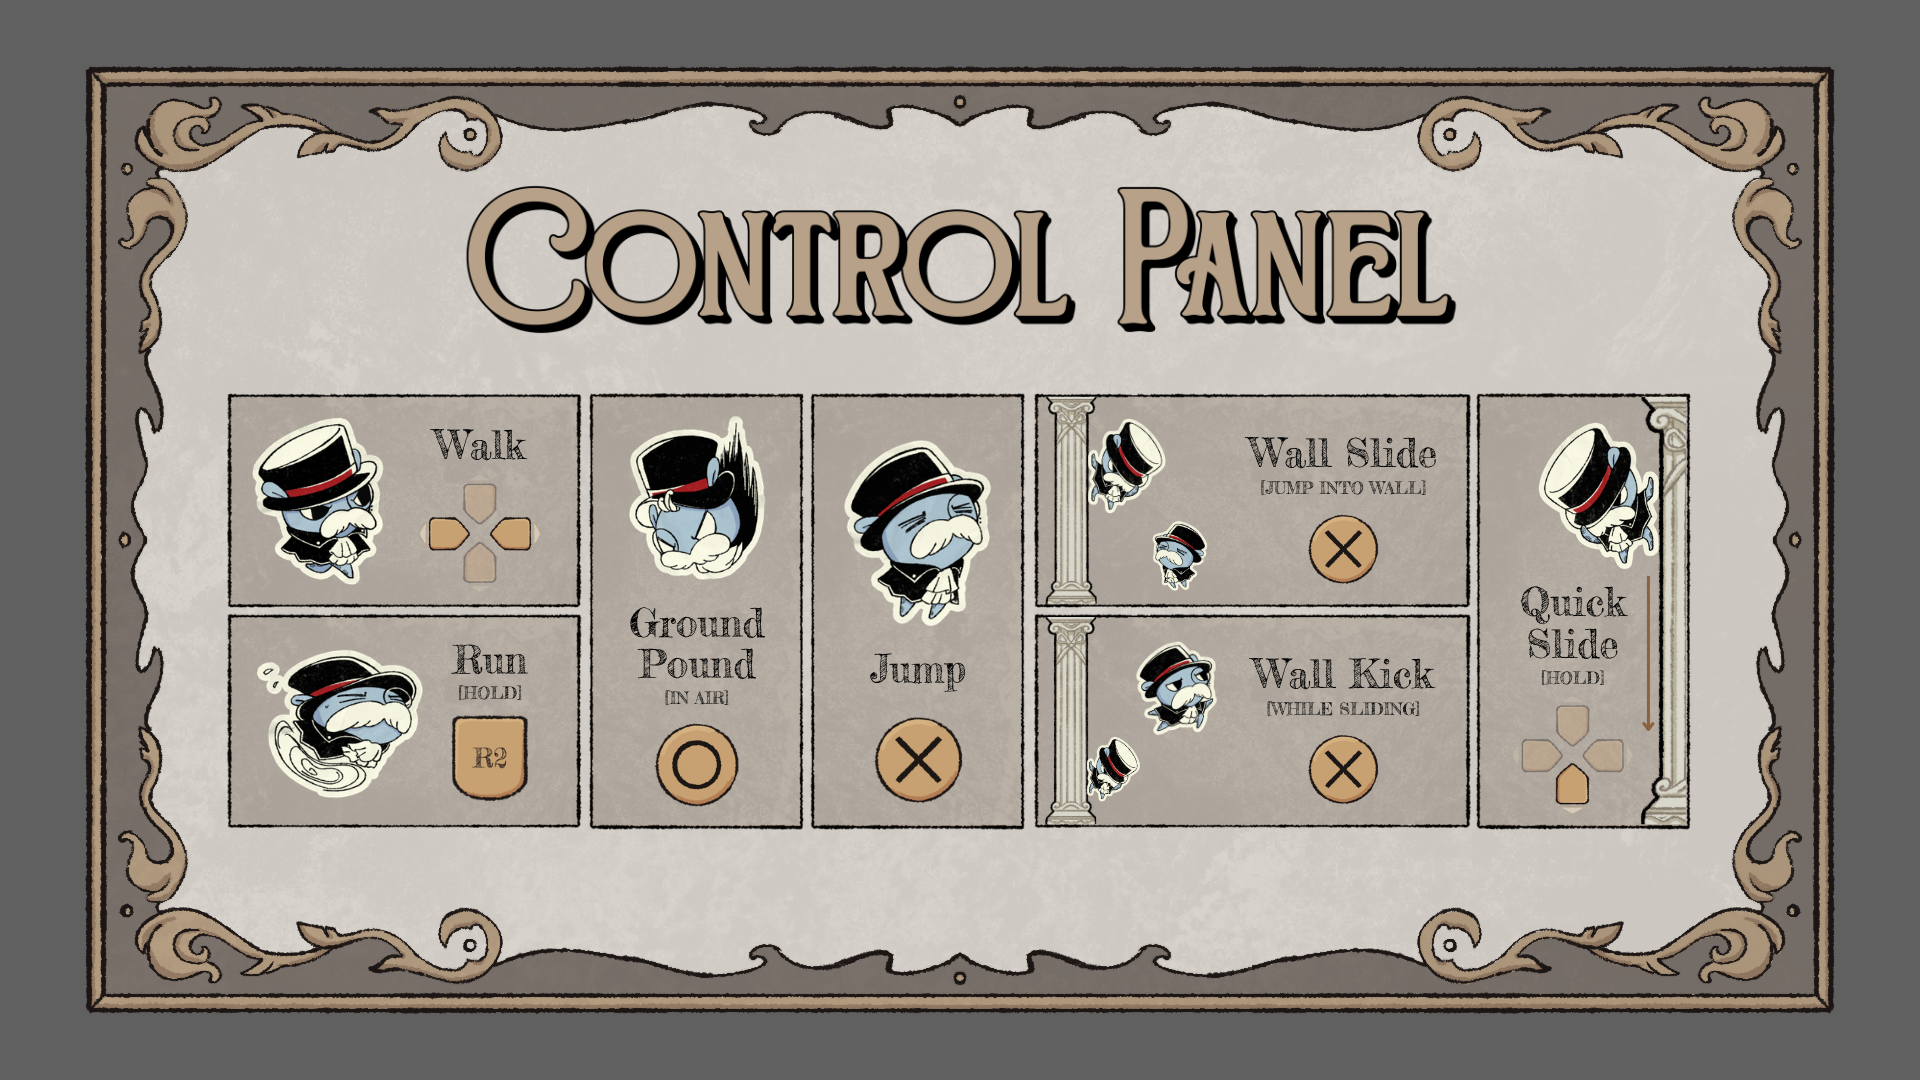 Control Panel
Walk
Run
[HOLD]
R2
Ground
Pound
[IN AIR]
Jump
Wall Slide
[JUMP INTO WALL]
Wall Kick
[WHILE SLIDING]
Quick
Slide
[HOLD]